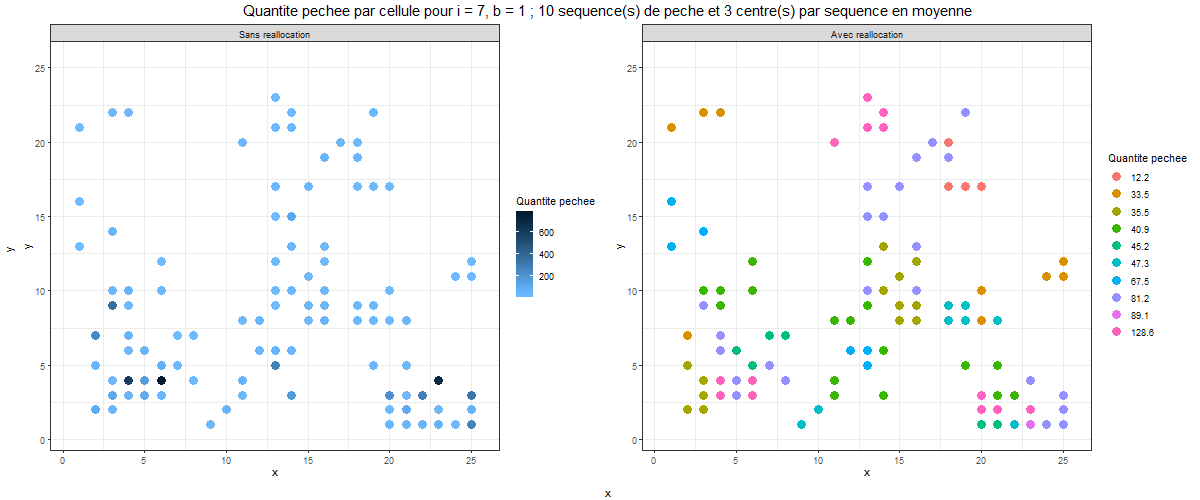 Quantite pechee par cellule pour i = 7, b = 1 ; 10 sequence(s) de peche et 3 centre(s) par sequence en moyenne
Sans reallocation
25
20
15
10
5
0
0 5 10 15 20 25
x
y
y
Quantite pechee
600
400
200
Avec reallocation
25
20
15
10
5
0
0 5 10 15 20 25
x
y
Quantite pechee
12.2
33.5
35.5
40.9
45.2
47.3
67.5
81.2
89.1
128.6
x